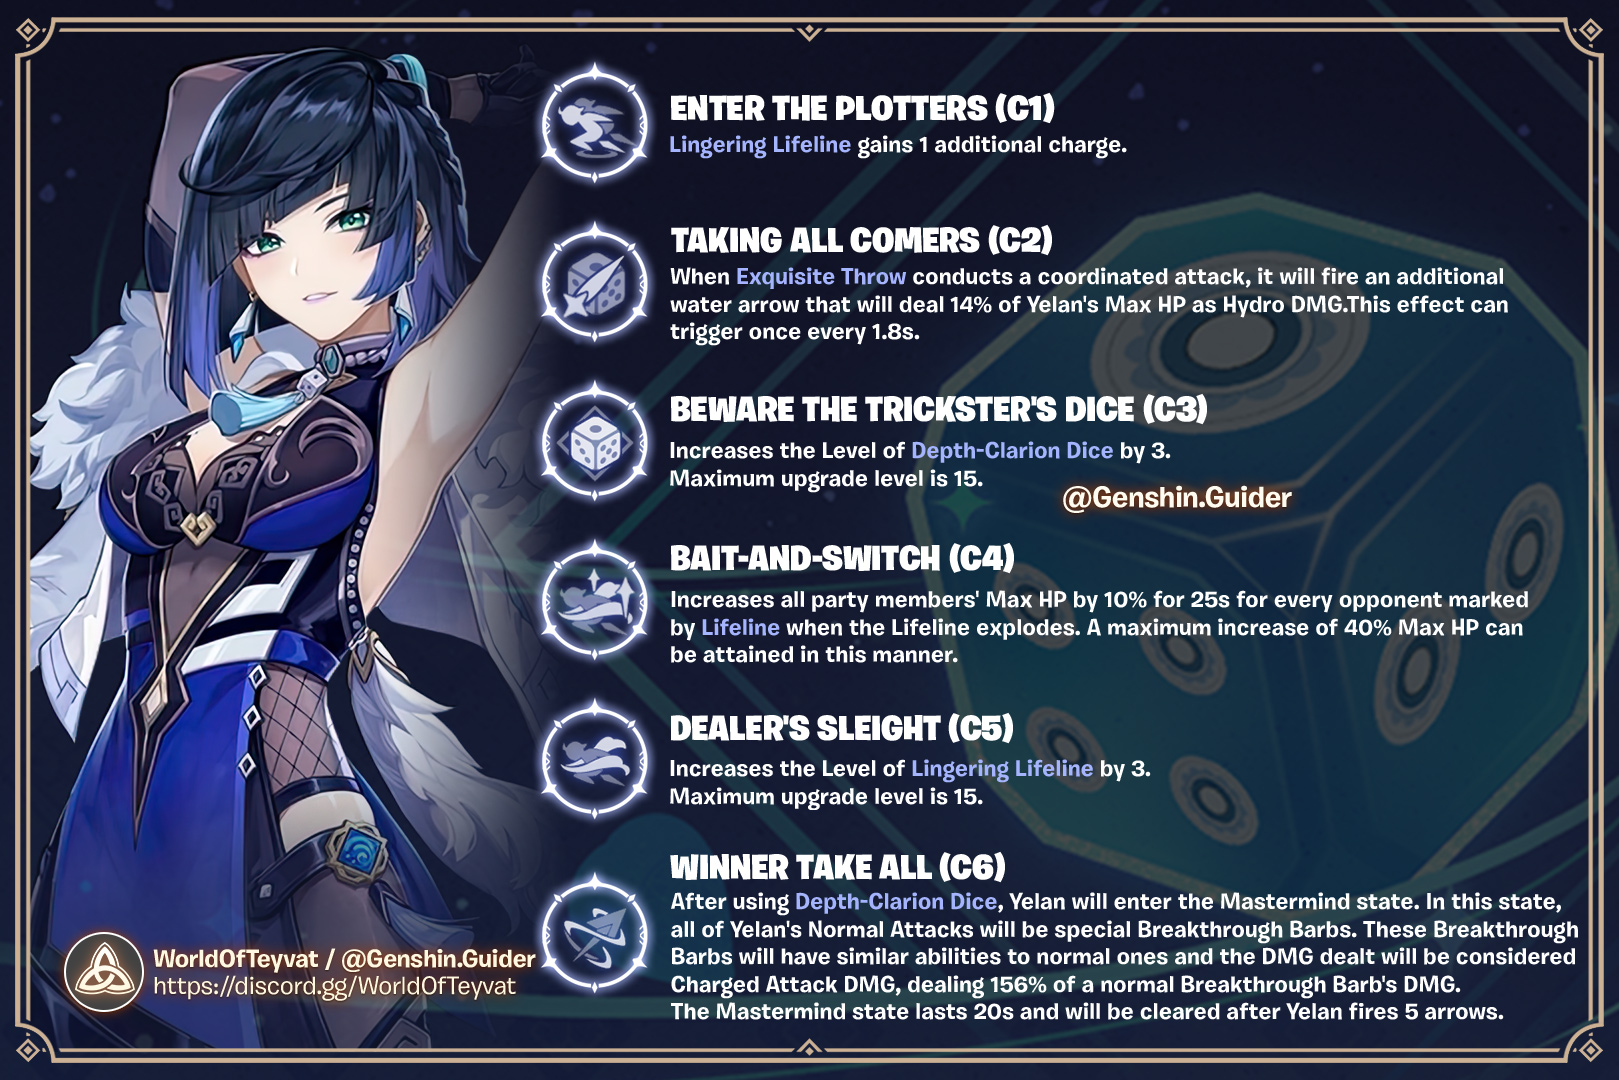 ENTER THE PLOTTERS (C1)
Lingering Lifeline gains 1 additional charge.
TAKING ALL COMERS (C2)
When Exquisite Throw conducts a coordinated attack, it will fire an additional
water arrow that will deal 14% of Yelan's Max HP as Hydro DMG.This effect can
trigger once every 1.8s.
BEWARE THE TRICKSTER'S DICE (C3)
Increases the Level of Depth-Clarion Dice by 3.
Maximum upgrade level is 15.
@Genshin.Guider
BAIT-AND-SWITCH (C4)
Increases all party members' Max HP by 10% for 25s for every opponent marked
by Lifeline when the Lifeline explodes. A maximum increase of 40% Max HP can
be attained in this manner.
DEALER'S SLEIGHT (C5)
Increases the Level of Lingering Lifeline by 3.
Maximum upgrade level is 15.
WINNER TAKE ALL (C6)
After using Depth-Clarion Dice, Yelan will enter the Mastermind state. In this state,
all of Yelan's Normal Attacks will be special Breakthrough Barbs. These Breakthrough
Barbs will have similar abilities to normal ones and the DMG dealt will be considered
Charged Attack DMG, dealing 156% of a normal Breakthrough Barb's DMG.
The Mastermind state lasts 20s and will be cleared after Yelan fires 5 arrows.
WorldOfTeyvat / @Genshin.Guider
https://discord.gg/WorldOfTeyvat